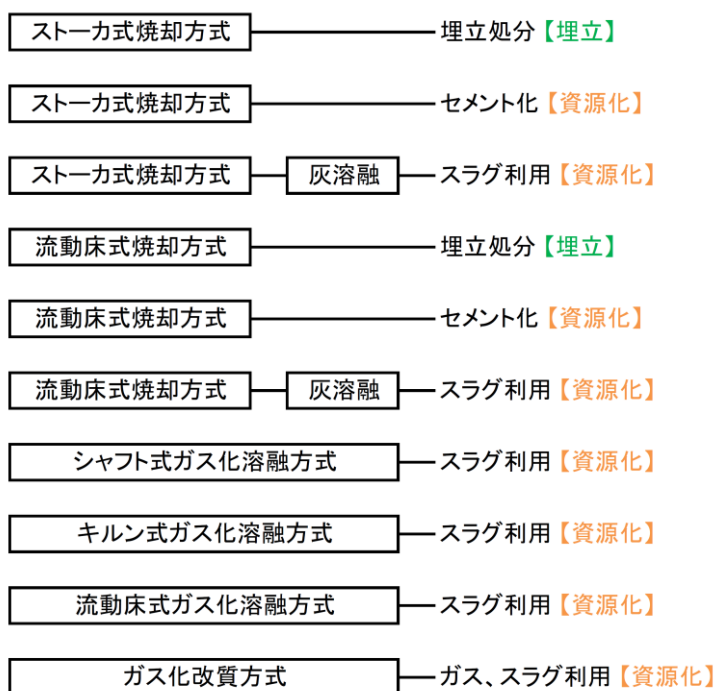 ストーカ式焼却方式 埋立処分【埋立】
ストーカ式焼却方式 セメント化【資源化】
ストーカ式焼却方式 灰溶融 スラグ利用【資源化】
流動床式焼却方式 埋立処分【埋立】
流動床式焼却方式 セメント化【資源化】
流動床式焼却方式 灰溶融 スラグ利用【資源化】
シャフト式ガス化溶融方式 スラグ利用【資源化】
キルン式ガス化溶融方式 スラグ利用【資源化】
流動床式ガス化溶融方式 スラグ利用【資源化】
ガス化改質方式 ガス、スラグ利用【資源化】